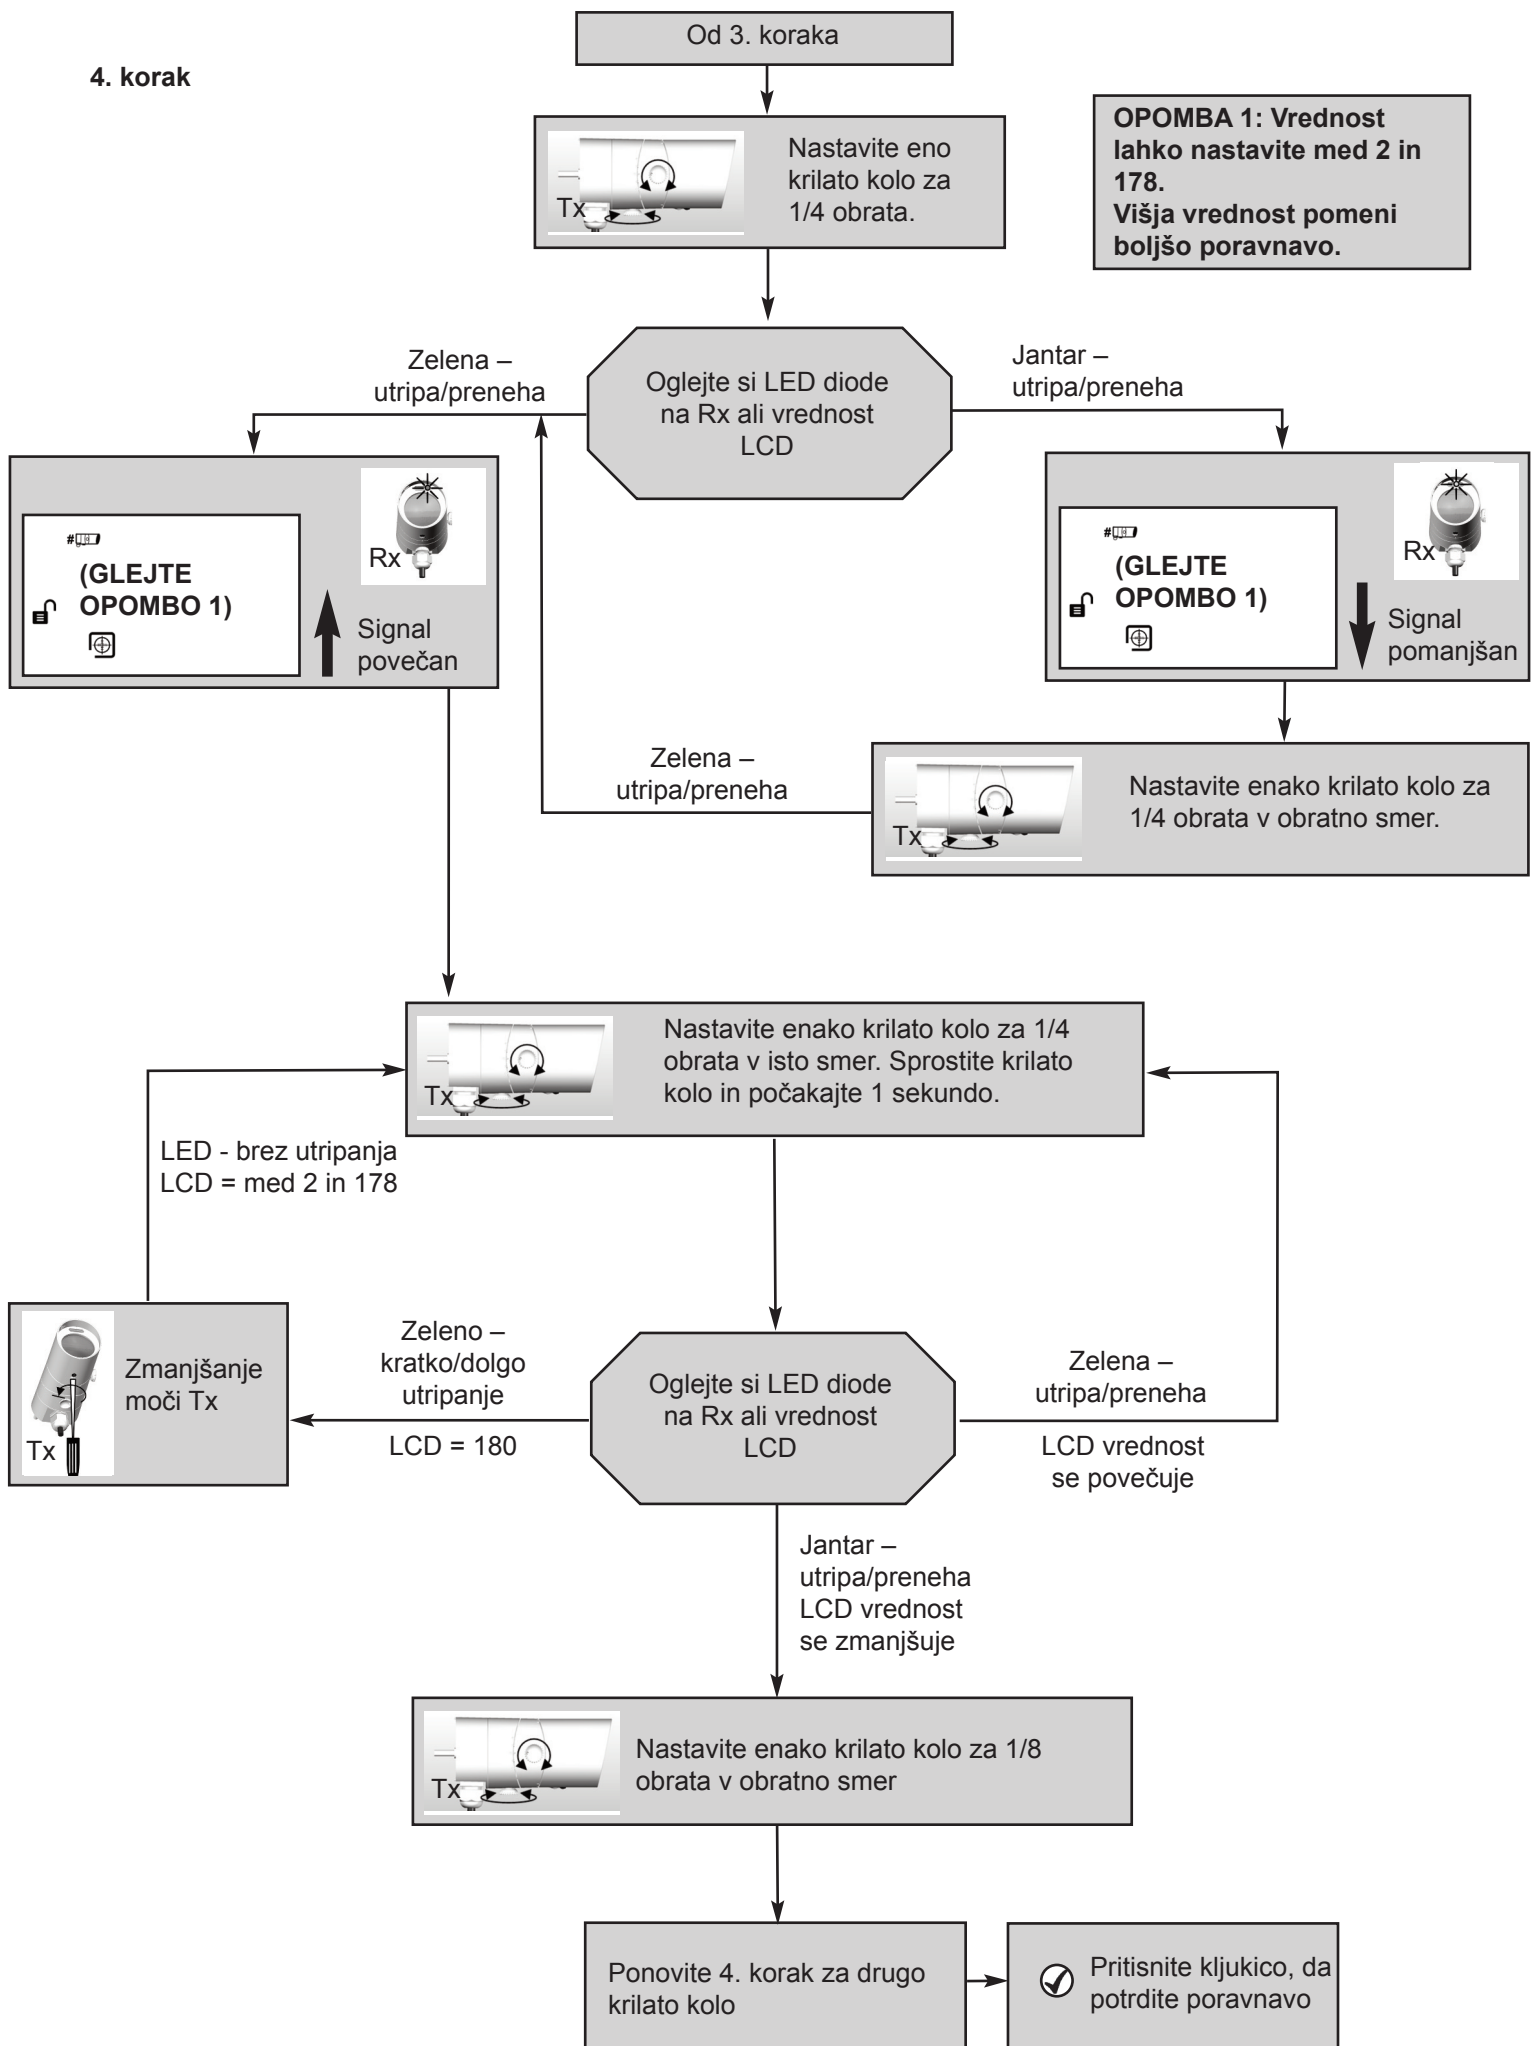 Od 3. koraka
4. korak
Tx
Nastavite eno
krilato kolo za
1/4 obrata.
OPOMBA 1: Vrednost
lahko nastavite med 2 in
178.
Višja vrednost pomeni
boljšo poravnavo.
Zelena –
utripa/preneha
Oglejte si LED diode
na Rx ali vrednost
LCD
Jantar –
utripa/preneha
#
(GLEJTE
OPOMBO 1)
Rx
Signal
povečan
#
(GLEJTE
OPOMBO 1)
Rx
Signal
pomanjšan
Zelena –
utripa/preneha
Tx
Nastavite enako krilato kolo za
1/4 obrata v obratno smer.
Tx
Nastavite enako krilato kolo za 1/4
obrata v isto smer. Sprostite krilato
kolo in počakajte 1 sekundo.
LED - brez utripanja
LCD = med 2 in 178
Tx
Zmanjšanje
moči Tx
Zeleno –
kratko/dolgo
utripanje
LCD = 180
Oglejte si LED diode
na Rx ali vrednost
LCD
Zelena –
utripa/preneha
LCD vrednost
se povečuje
Jantar –
utripa/preneha
LCD vrednost
se zmanjšuje
Tx
Nastavite enako krilato kolo za 1/8
obrata v obratno smer
Ponovite 4. korak za drugo
krilato kolo
Pritisnite kljukico, da
potrdite poravnavo